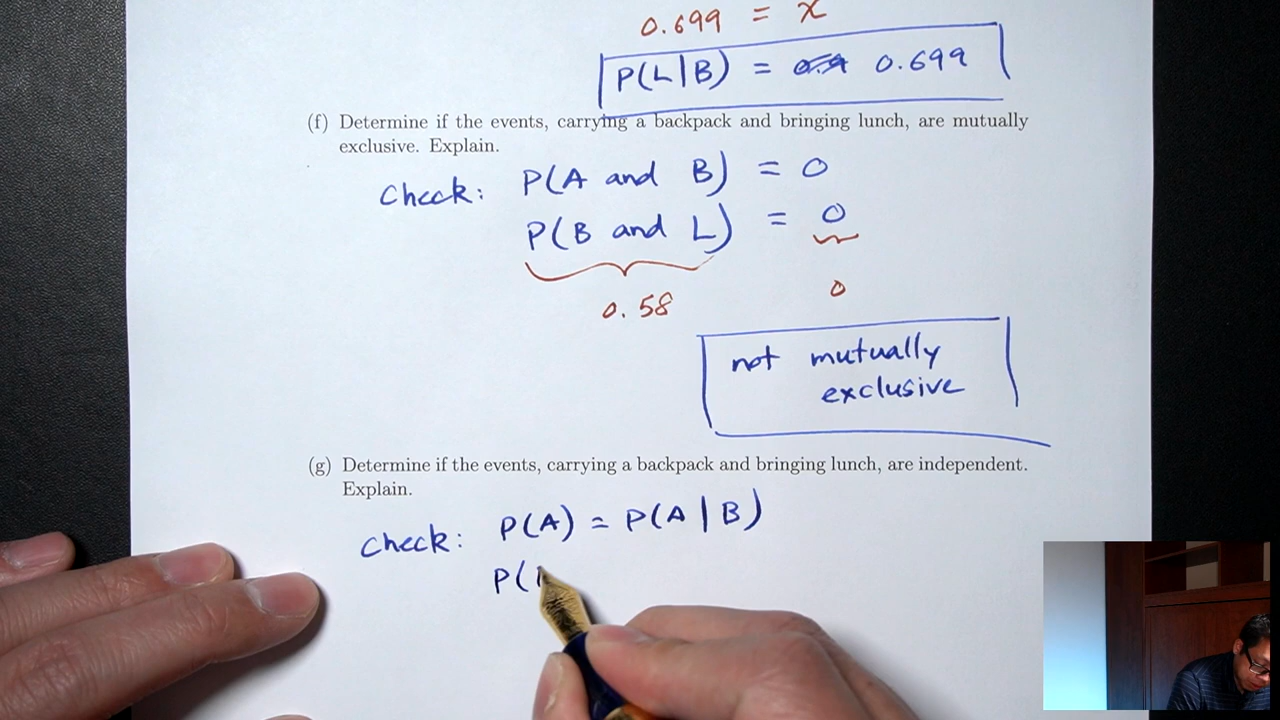 0.699 = x
P(L|B) = 0.699
(f) Determine if the events, carrying a backpack and bringing lunch, are mutually
exclusive. Explain.
Check: P(A and B) = 0
P(B and L) = 0
0.58 0
not mutually
exclusive
(g) Determine if the events, carrying a backpack and bringing lunch, are independent.
Explain.
Check: P(A) = P(A|B)
P(